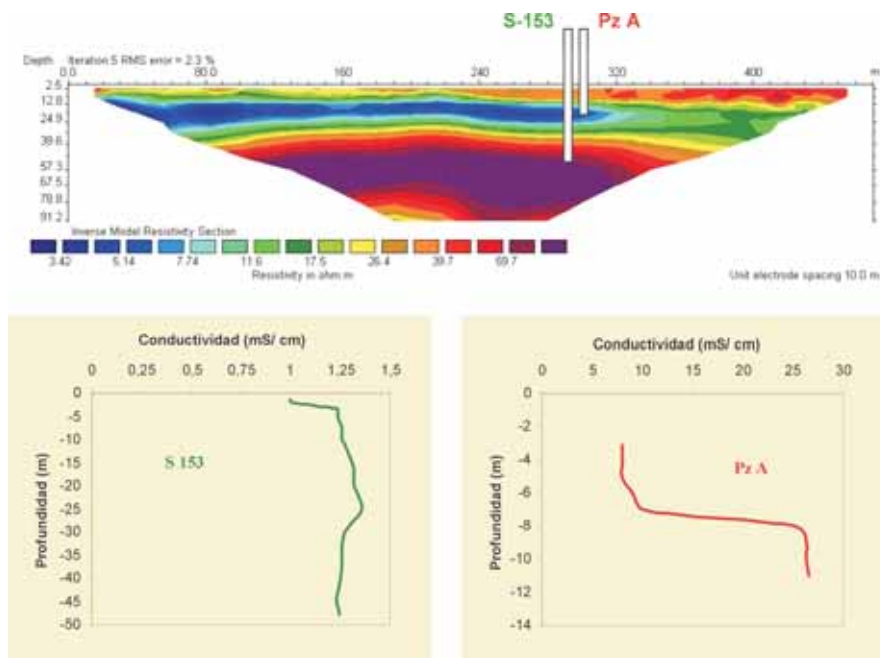 S-153 Pz A
Depth Iteration 5 RMS error = 2.3 %
0.0 80.0 160 240 320 400 m.
2.5
12.8
24.9
39.6
57.3
67.5
78.8
91.2
Inverse Model Resistivity Section
3.42 5.14 7.74 11.6 17.5 26.4 39.7 59.7
Resistivity in ohm.m
Unit electrode spacing 10.0 m
Conductividad (mS/ cm)
0 0,25 0,5 0,75 1 1,25 1,5
0
-5
-10
-15
-20
-25
-30
-35
-40
-45
-50
Profundidad (m)
S 153
Conductividad (mS/ cm)
0 5 10 15 20 25 30
0
-2
-4
-6
-8
-10
-12
-14
Profundidad (m)
Pz A